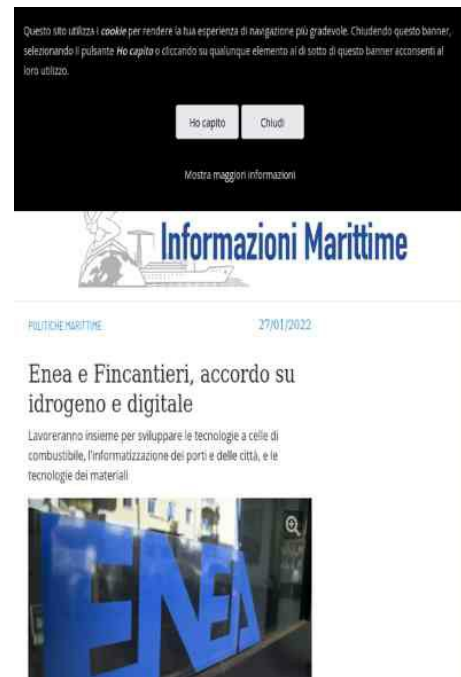 Questo sito utilizza i cookie per rendere la tua esperienza di navigazione più gradevole. Chiudendo questo banner,
selezionando il pulsante Ho capito o cliccando su qualunque elemento al di sotto di questo banner acconsenti al
loro utilizzo.
Ho capito Chiudi
Mostra maggiori informazioni
Informazioni Marittime
POLITICHE MARITTIME 27/01/2022
Enea e Fincantieri, accordo su
idrogeno e digitale
Lavoreranno insieme per sviluppare le tecnologie a celle di
combustibile, l'informatizzazione dei porti e delle città, e le
tecnologie dei materiali
ENEA